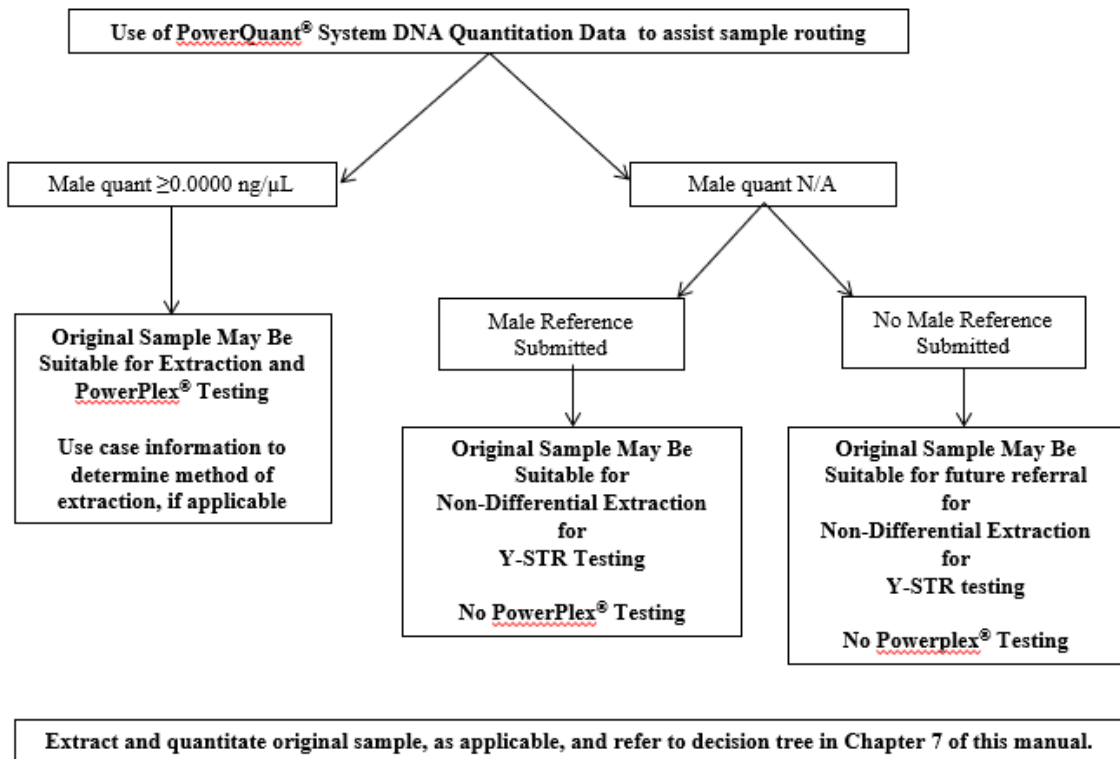 Use of PowerQuant® System DNA Quantitation Data  to assist sample routing
Male quant ≥0.0000 ng/µL
Male quant N/A
Original Sample May Be
Suitable for Extraction and
PowerPlex® Testing
Use case information to
determine method of
extraction, if applicable
Male Reference
Submitted
No Male Reference
Submitted
Original Sample May Be
Suitable for
Non-Differential Extraction
for
Y-STR Testing
No PowerPlex® Testing
Original Sample May Be
Suitable for future referral
for
Non-Differential Extraction
for
Y-STR testing
No Powerplex® Testing
Extract and quantitate original sample, as applicable, and refer to decision tree in Chapter 7 of this manual.